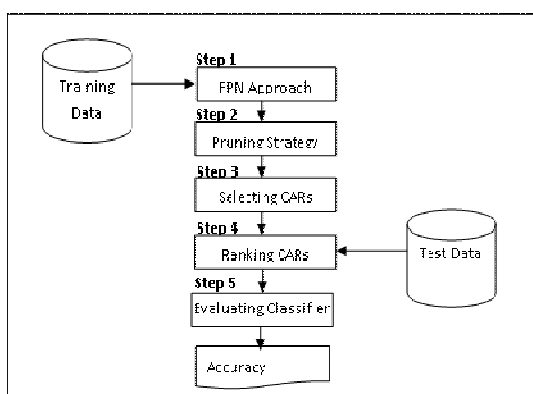 Step 1
Training
Data
FPN Approach
Step 2
Pruning Strategy
Step 3
Selecting CARs
Step 4
Ranking CARs
Test Data
Step 5
Evaluating Classifier
Accuracy